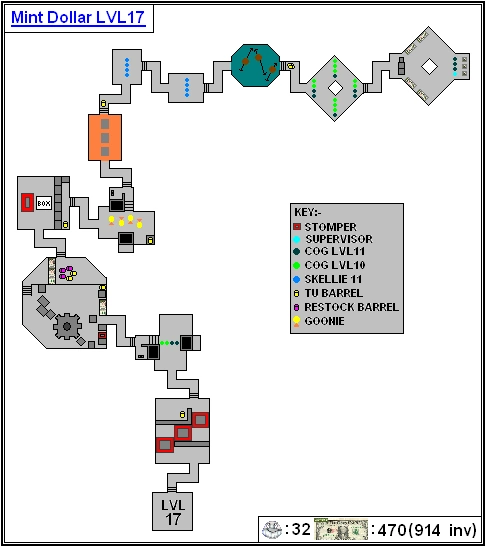 Mint Dollar LVL17
BOX
KEY:-
STOMPER
SUPERVISOR
COG LVL11
COG LVL10
SKELLIE 11
TU BARREL
RESTOCK BARREL
GOONIE
LVL
17
:32 :470(914 inv)